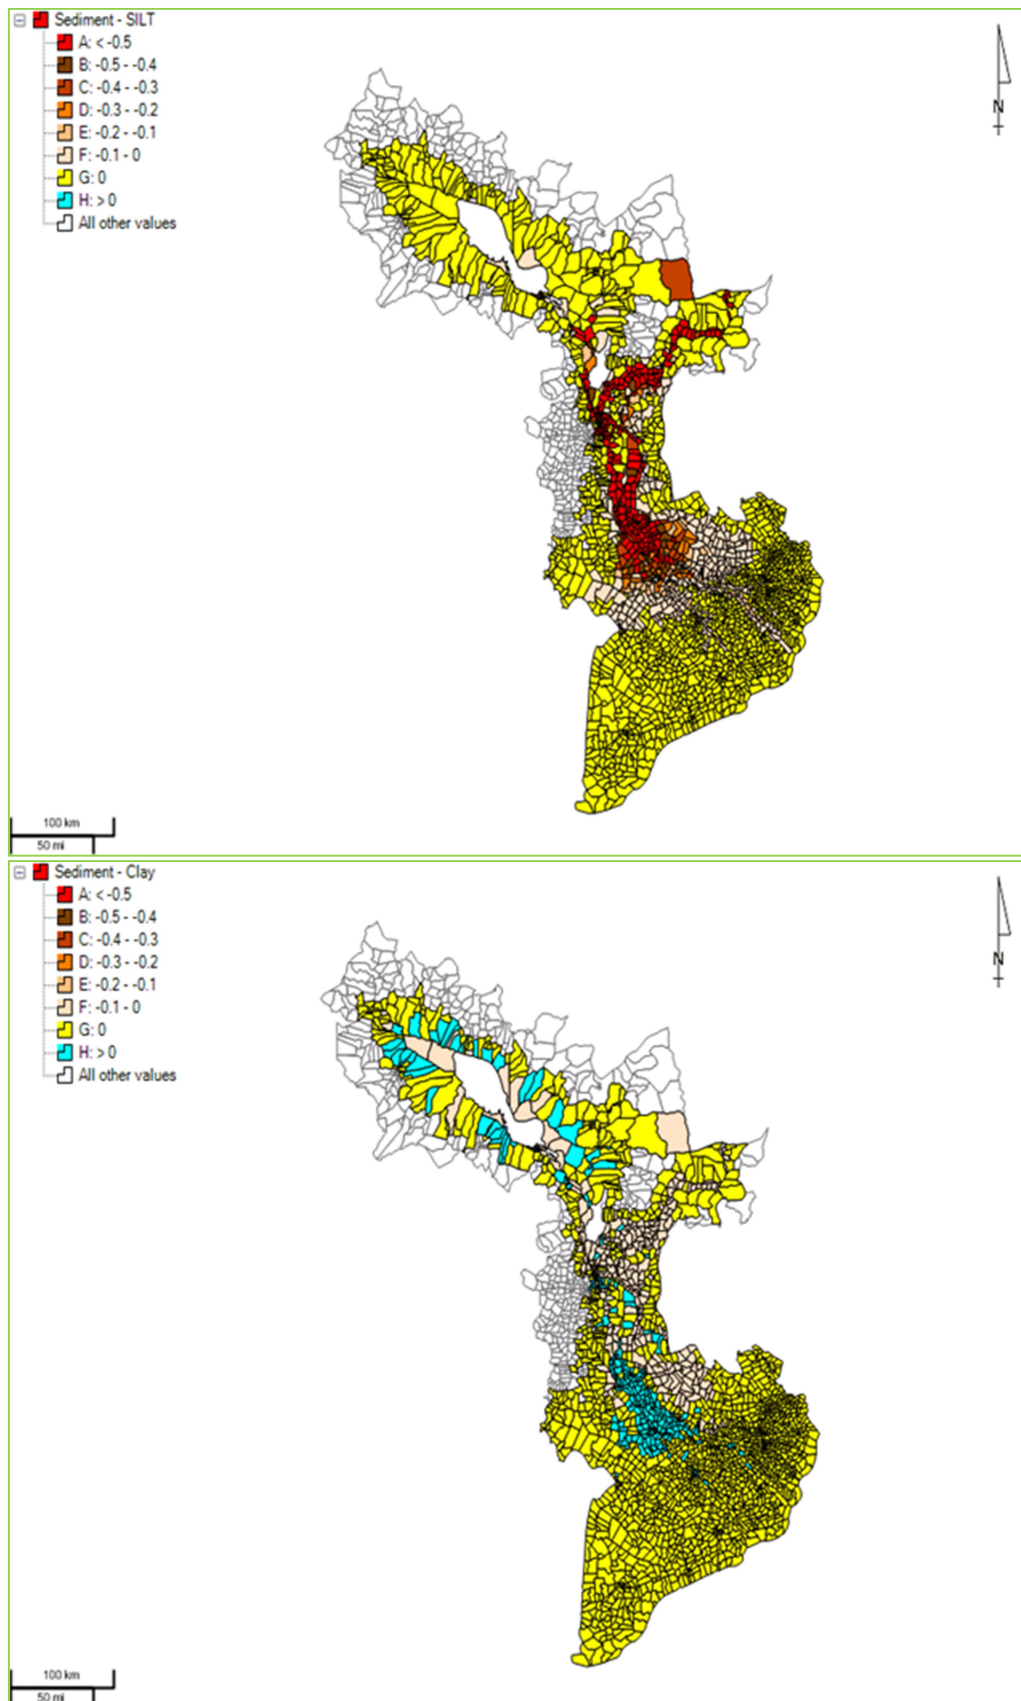 Sediment - SILT
A: < -0.5
B: -0.5 - -0.4
C: -0.4 - -0.3
D: -0.3 - -0.2
E: -0.2 - -0.1
F: -0.1 - 0
G: 0
H: > 0
All other values
N
100 km
50 mi
Sediment - Clay
A: < -0.5
B: -0.5 - -0.4
C: -0.4 - -0.3
D: -0.3 - -0.2
E: -0.2 - -0.1
F: -0.1 - 0
G: 0
H: > 0
All other values
N
100 km
50 mi